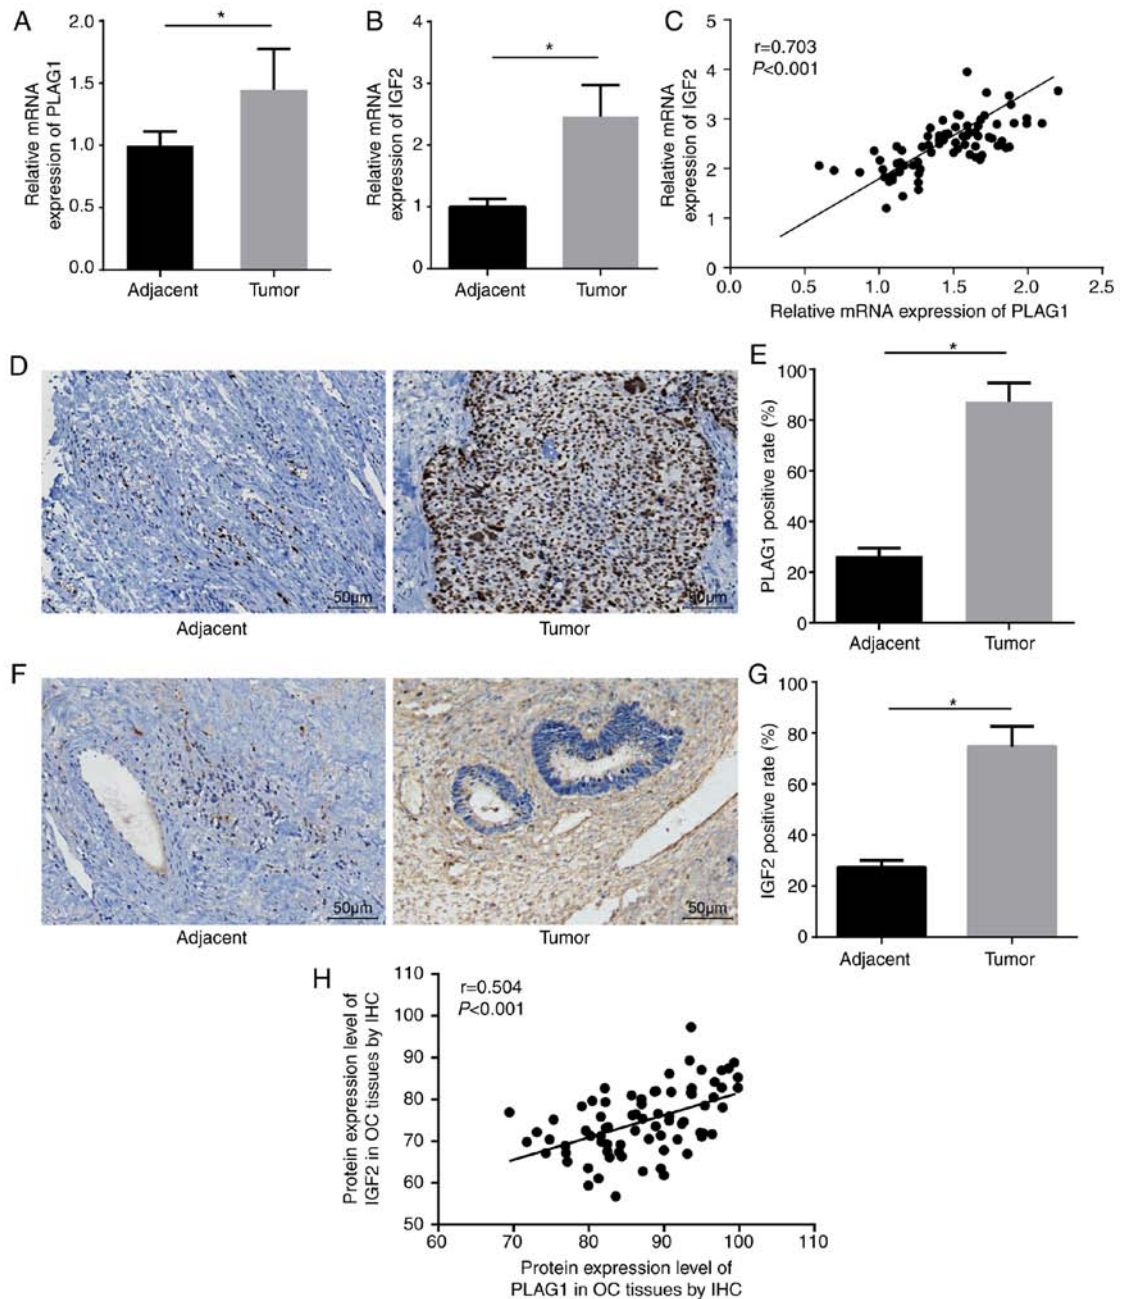 A
Relative mRNA
expression of PLAG1
2.0
1.5
1.0
0.5
0.0
*
Adjacent
Tumor
B
Relative mRNA
expression of IGF2
4
3
2
1
0
*
Adjacent
Tumor
C
Relative mRNA
expression of IGF2
5
4
3
2
1
0
r=0.703
P<0.001
0.0
0.5
1.0
1.5
2.0
2.5
Relative mRNA expression of PLAG1
D
50μm
Adjacent
50μm
Tumor
E
PLAG1 positive rate (%)
100
80
60
40
20
0
*
Adjacent
Tumor
F
50μm
Adjacent
50μm
Tumor
G
IGF2 positive rate (%)
100
80
60
40
20
0
*
Adjacent
Tumor
H
Protein expression level of
IGF2 in OC tissues by IHC
110
100
90
80
70
60
50
r=0.504
P<0.001
60
70
80
90
100
110
Protein expression level of
PLAG1 in OC tissues by IHC